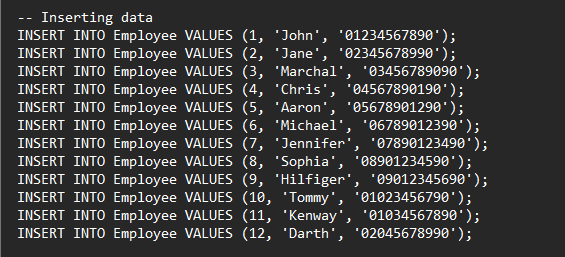 -- Inserting data
INSERT INTO Employee VALUES (1, 'John', '01234567890');
INSERT INTO Employee VALUES (2, 'Jane', '02345678990');
INSERT INTO Employee VALUES (3, 'Marchal', '03456789090');
INSERT INTO Employee VALUES (4, 'Chris', '04567890190');
INSERT INTO Employee VALUES (5, 'Aaron', '05678901290');
INSERT INTO Employee VALUES (6, 'Michael', '06789012390');
INSERT INTO Employee VALUES (7, 'Jennifer', '07890123490');
INSERT INTO Employee VALUES (8, 'Sophia', '08901234590');
INSERT INTO Employee VALUES (9, 'Hilfiger', '09012345690');
INSERT INTO Employee VALUES (10, 'Tommy', '01023456790');
INSERT INTO Employee VALUES (11, 'Kenway', '01034567890');
INSERT INTO Employee VALUES (12, 'Darth', '02045678990');